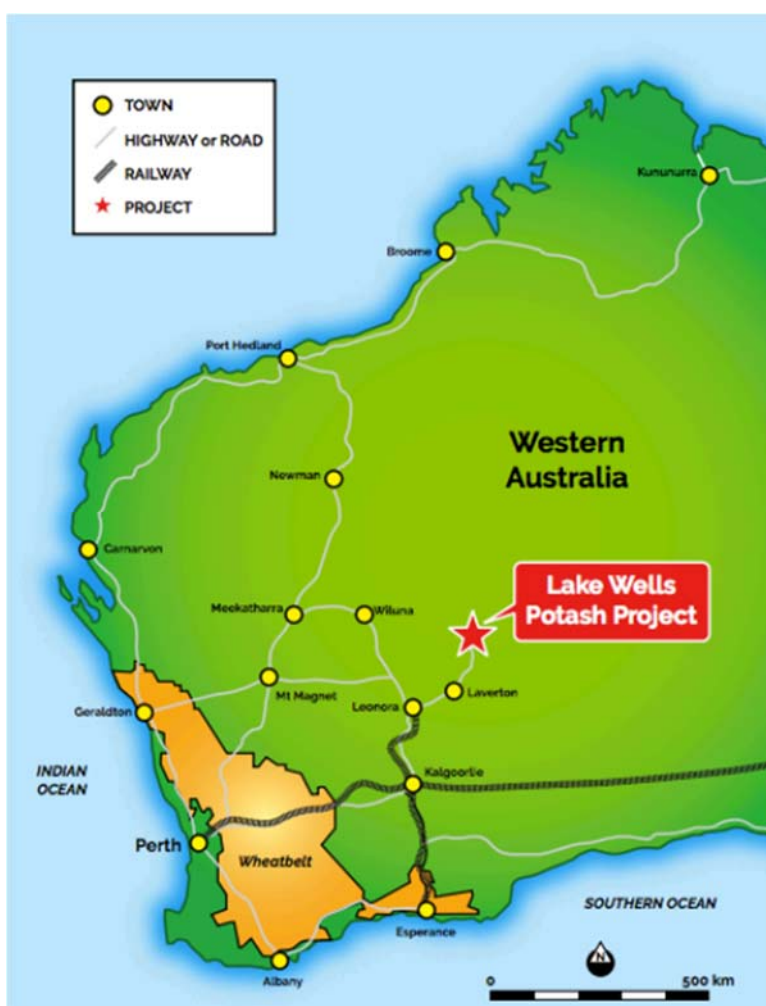 TOWN
HIGHWAY or ROAD
RAILWAY
PROJECT
Kununurra
Broome
Port Hedland
Western
Australia
Newman
Carnarvon
Lake Wells
Potash Project
Meekatharra
Wiluna
Mt Magnet
Laverton
Leonora
Geraldton
INDIAN
OCEAN
Kalgoorlie
Perth
Wheatbelt
SOUTHERN OCEAN
Esperance
Albany
N
0 500 km